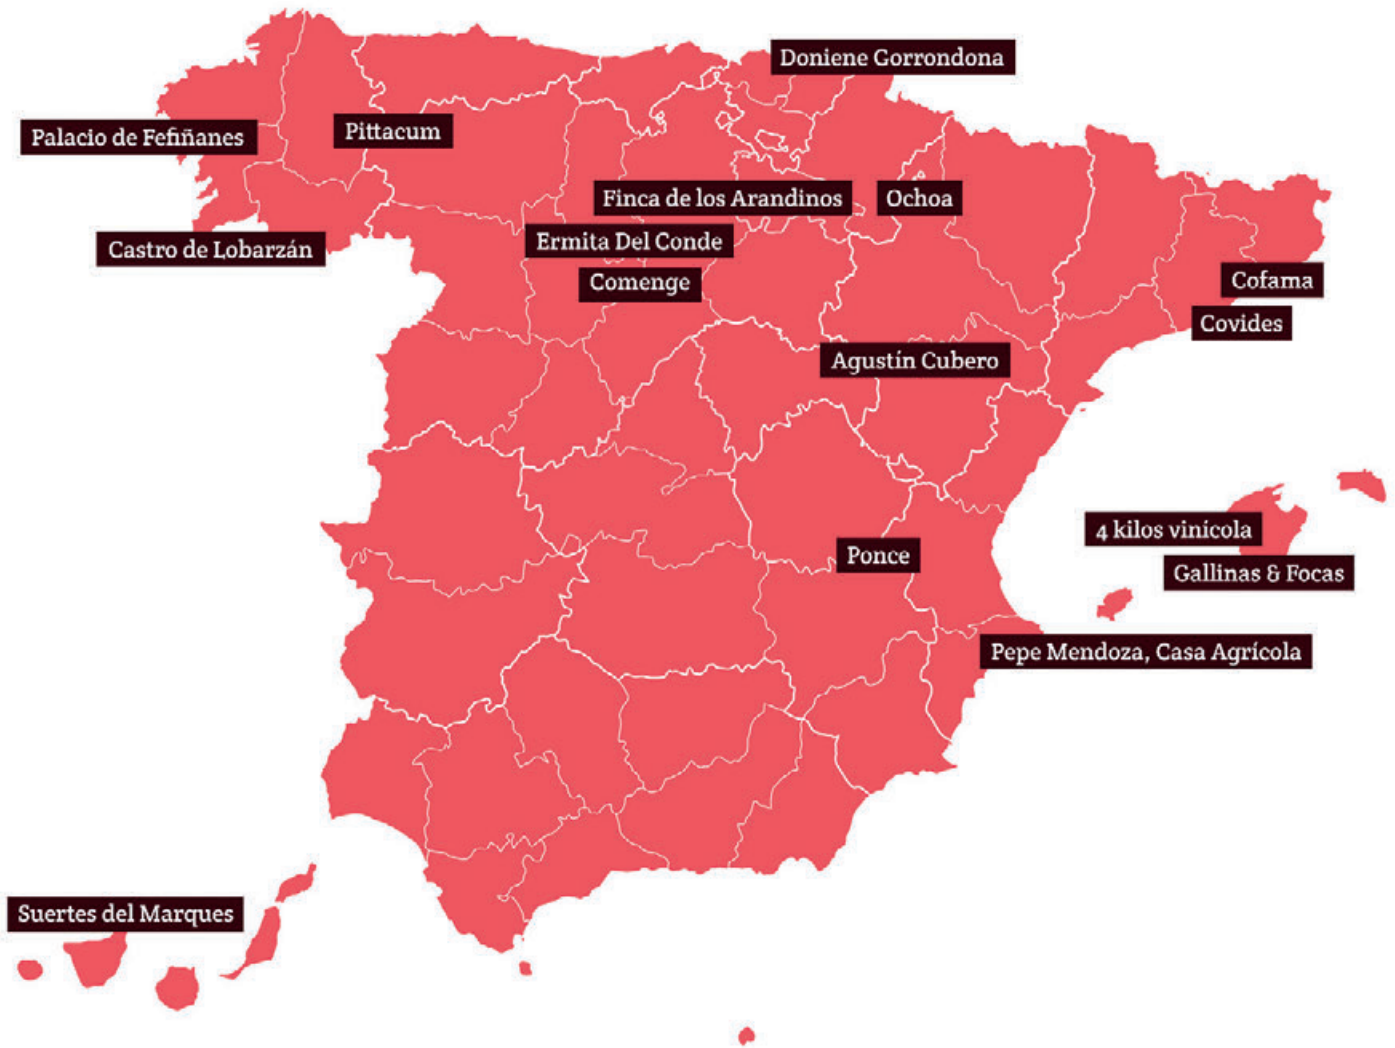 Doniene Gorrondona
Pittacum
Palacio de Fefiñanes
Finca de los Arandinos
Ochoa
Ermita Del Conde
Castro de Lobarzán
Comenge
Cofama
Covides
Agustín Cubero
4 kilos vinícola
Ponce
Gallinas & Focas
Pepe Mendoza, Casa Agrícola
Suertes del Marques